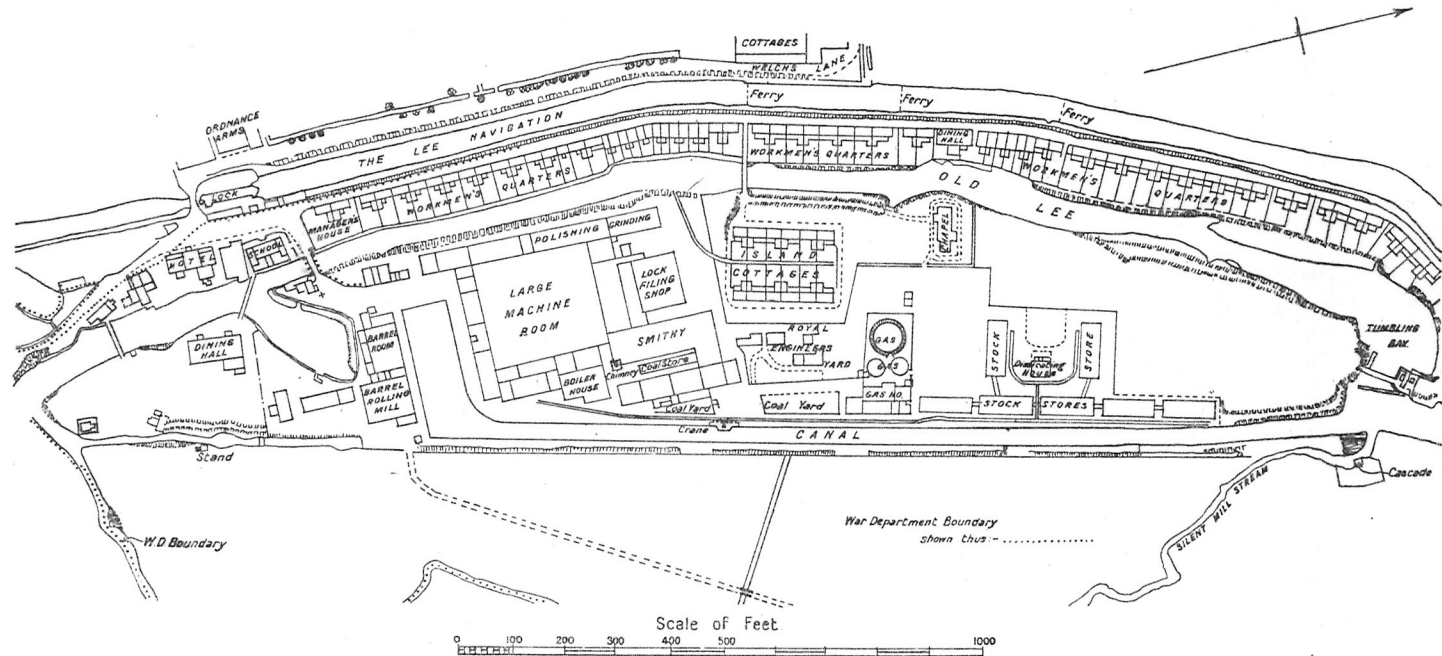 COTTAGES
WELCHS LANE
ORDNANCE
ARMS
Ferry
Ferry
Ferry
THE LEE NAVIGATION
LOCK
MANAGERS
HOUSE
WORKMEN'S QUARTERS
WORKMEN'S QUARTERS
DINING
HALL
WORKMEN'S QUARTERS
OLD LEE
HOTEL
SCHOOL
POLISHING
GRINDING
CHAPEL
ISLAND
COTTAGES
LARGE
MACHINE
ROOM
LOCK
FILING
SHOP
SMITHY
DINING
HALL
BARREL
ROOM
BARREL
ROLLING
MILL
BOILER
HOUSE
Chimney
Coal Store
Coal Yard
ROYAL
ENGINEERS
YARD
GAS
GAS
GAS HO.
Coal Yard
STOCK
STORE
House
STOCK STORES
TUMBLING
BAY
Crane
CANAL
Stand
Cascade
SILENT MILL STREAM
W.D Boundary
War Department Boundary
shown thus:- ..............
Scale of Feet
0 100 200 300 400 500 1000